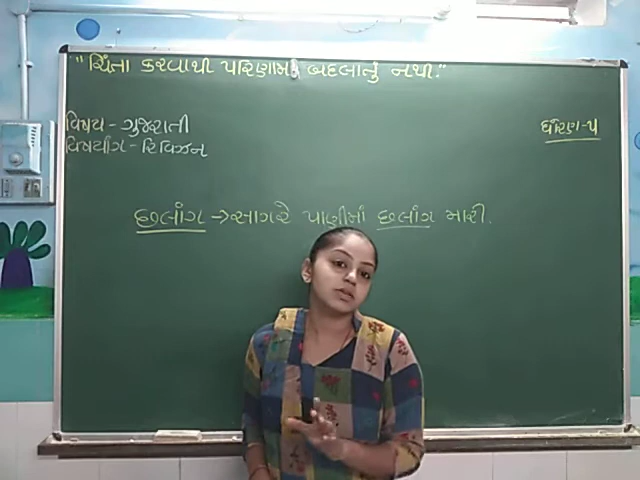 "ચિંતા કરવાથી પરિણામ બદલાતું નથી."
વિષય - ગુજરાતી
ધોરણ - ૫
વિષયાંગ - રિવિઝન
છલાંગ → સાગરે પાણીમાં છલાંગ મારી.